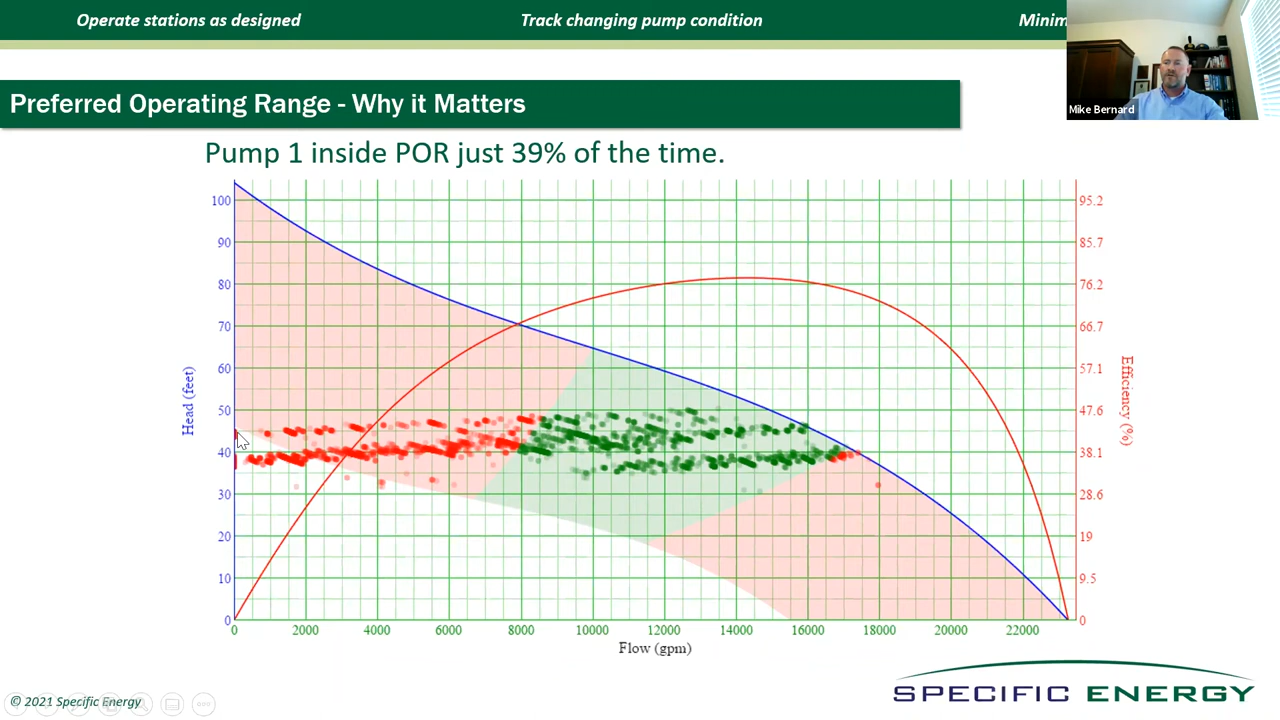 Operate stations as designed
Track changing pump condition
Minim
Mike Bernard
Preferred Operating Range - Why it Matters
Pump 1 inside POR just 39% of the time.
100
90
80
70
60
50
40
30
20
10
0
Head (feet)
95.2
85.7
76.2
66.7
57.1
47.6
38.1
28.6
19
9.5
0
Efficiency (%)
0 2000 4000 6000 8000 10000 12000 14000 16000 18000 20000 22000
Flow (gpm)
© 2021 Specific Energy
SPECIFIC ENERGY